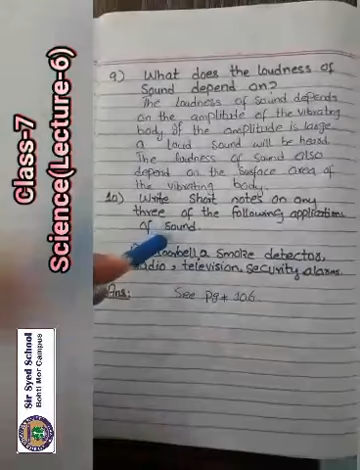 Class-7
Science(Lecture-6)
Sir Syed School
Bohti Mor Campus
9) What does the loudness of
Sound depend on?
The loudness of sound depends
on the amplitude of the vibrating
body. If the amplitude is large
a loud sound will be heard.
The loudness of sound also
depend on the surface area of
the vibrating body.
10) Write short notes on any
three of the following applications
of sound.
doorbell, a smoke detector,
radio, television, security alarm.
Ans: See pg # 106